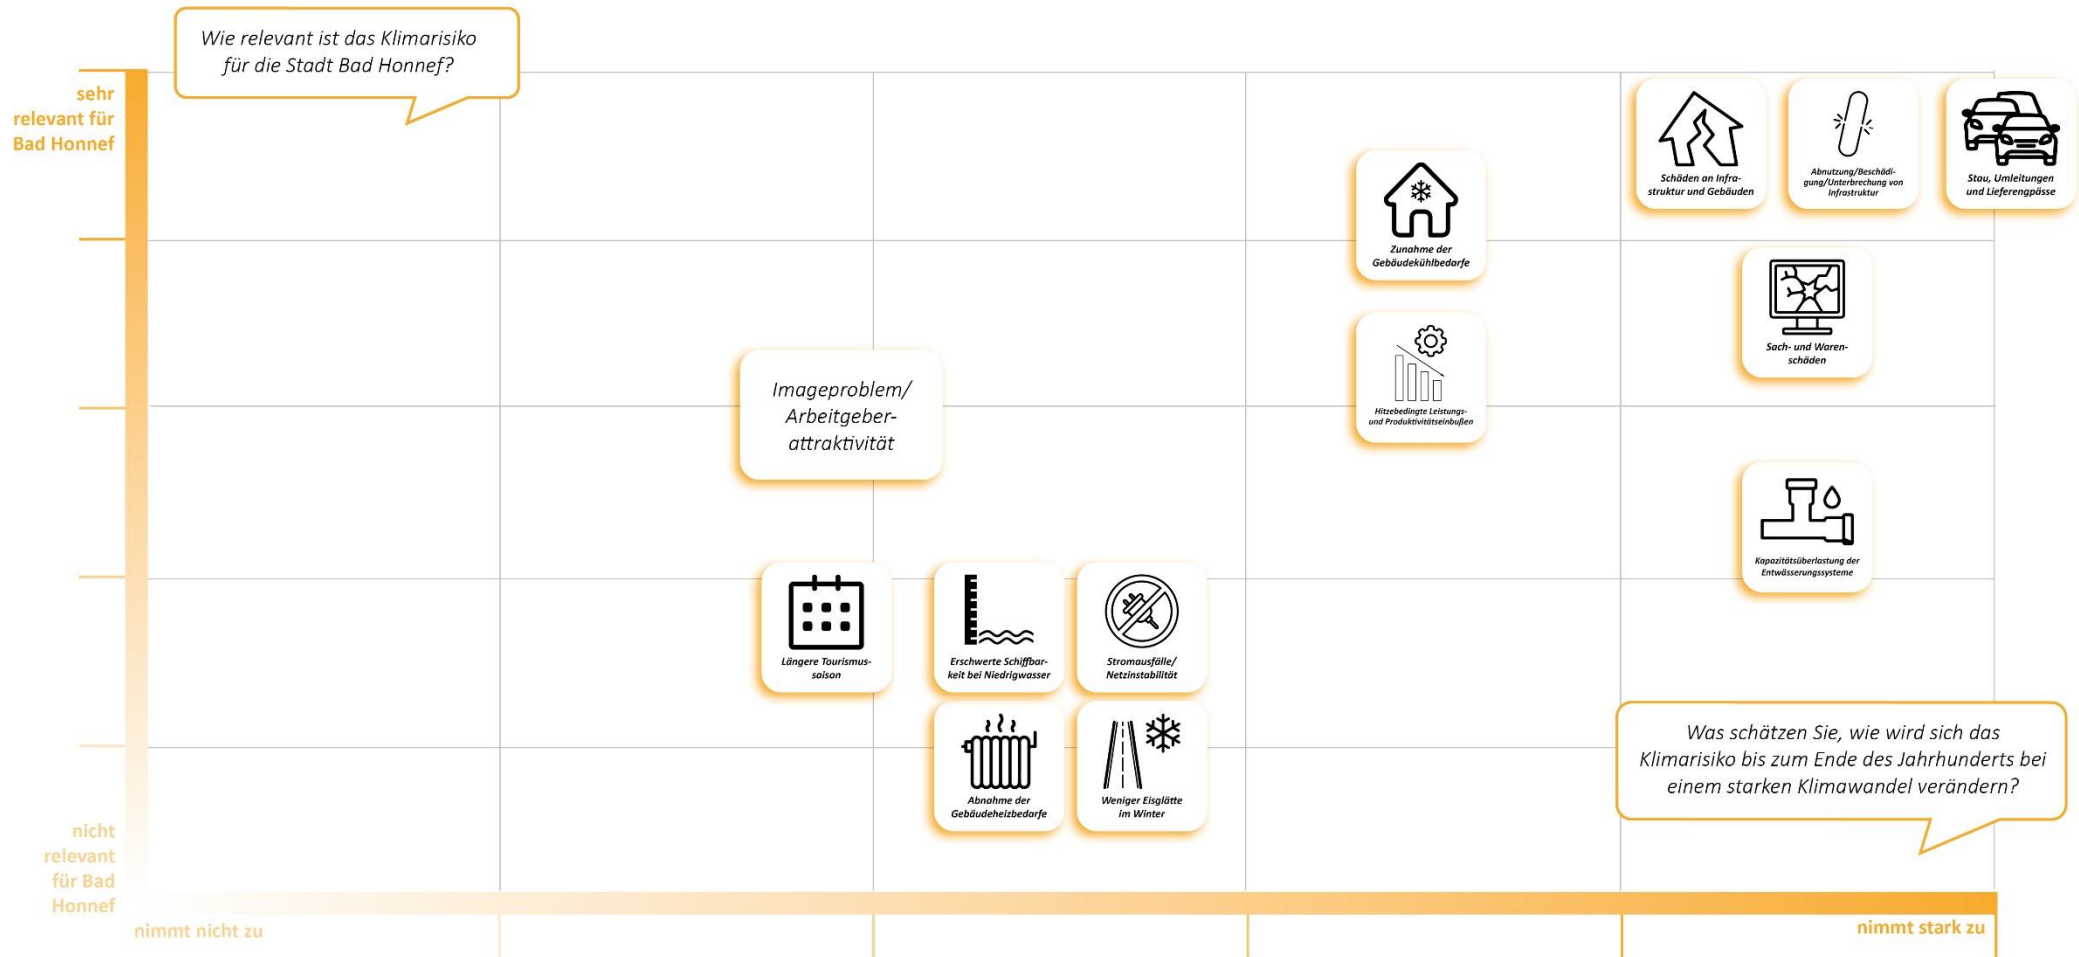 Wie relevant ist das Klimarisiko
für die Stadt Bad Honnef?
sehr
relevant für
Bad Honnef
Schäden an Infra-
struktur und Gebäuden
Abnutzung/Beschädi-
gung/Unterbrechung von
Infrastruktur
Stau, Umleitungen
und Lieferengpässe
Zunahme der
Gebäudekühlbedarfe
Sach- und Waren-
schäden
Imageproblem/
Arbeitgeber-
attraktivität
Hitzebedingte Leistungs-
und Produktivitätseinbußen
Kapazitätsüberlastung der
Entwässerungssysteme
Längere Tourismus-
saison
Erschwerte Schiffbar-
keit bei Niedrigwasser
Stromausfälle/
Netzinstabilität
Abnahme der
Gebäudeheizbedarfe
Weniger Eisglätte
im Winter
Was schätzen Sie, wie wird sich das
Klimarisiko bis zum Ende des Jahrhunderts bei
einem starken Klimawandel verändern?
nicht
relevant
für Bad
Honnef
nimmt nicht zu
nimmt stark zu